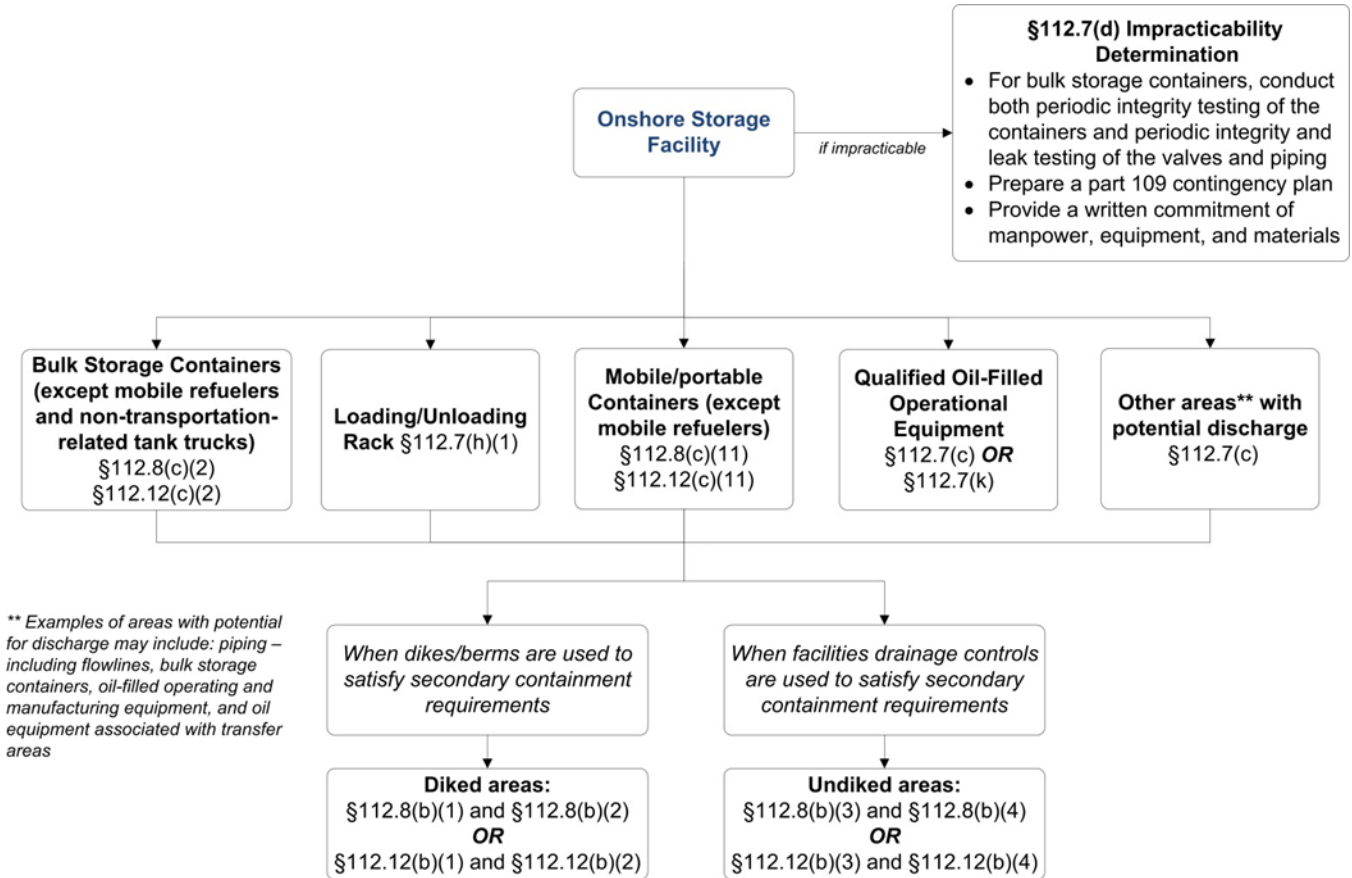 §112.7(d) Impracticability
Determination
• For bulk storage containers, conduct
both periodic integrity testing of the
containers and periodic integrity and
leak testing of the valves and piping
• Prepare a part 109 contingency plan
• Provide a written commitment of
manpower, equipment, and materials
Onshore Storage
Facility
if impracticable
Bulk Storage Containers
(except mobile refuelers
and non-transportation-
related tank trucks)
§112.8(c)(2)
§112.12(c)(2)
Loading/Unloading
Rack §112.7(h)(1)
Mobile/portable
Containers (except
mobile refuelers)
§112.8(c)(11)
§112.12(c)(11)
Qualified Oil-Filled
Operational
Equipment
§112.7(c) OR
§112.7(k)
Other areas** with
potential discharge
§112.7(c)
** Examples of areas with potential
for discharge may include: piping –
including flowlines, bulk storage
containers, oil-filled operating and
manufacturing equipment, and oil
equipment associated with transfer
areas
When dikes/berms are used to
satisfy secondary containment
requirements
When facilities drainage controls
are used to satisfy secondary
containment requirements
Diked areas:
§112.8(b)(1) and §112.8(b)(2)
OR
§112.12(b)(1) and §112.12(b)(2)
Undiked areas:
§112.8(b)(3) and §112.8(b)(4)
OR
§112.12(b)(3) and §112.12(b)(4)